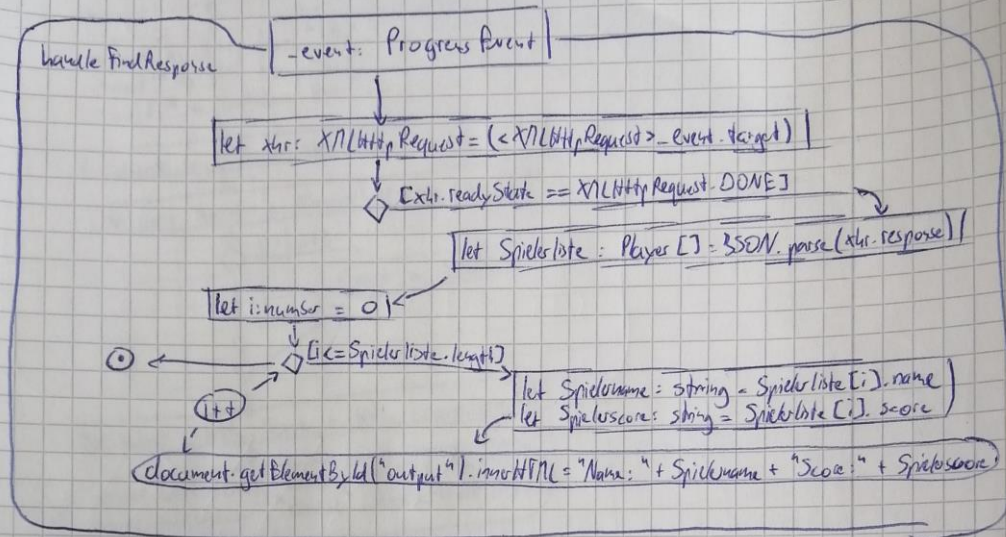 handleFindResponse
_event: ProgressEvent
let xhr: XMLHttpRequest = (<XMLHttpRequest>_event.target)
[xhr.readyState == XMLHttpRequest.DONE]
let Spielerliste : Player[] = JSON.parse(xhr.response)
let i:number = 0
[i<=Spielerliste.length]
let Spielername: string = Spielerliste[i].name
let Spielerscore: string = Spielerliste[i].score
i++
document.getElementById("output").innerHTML = "Name: " + Spielername + "Score:" + Spielerscore